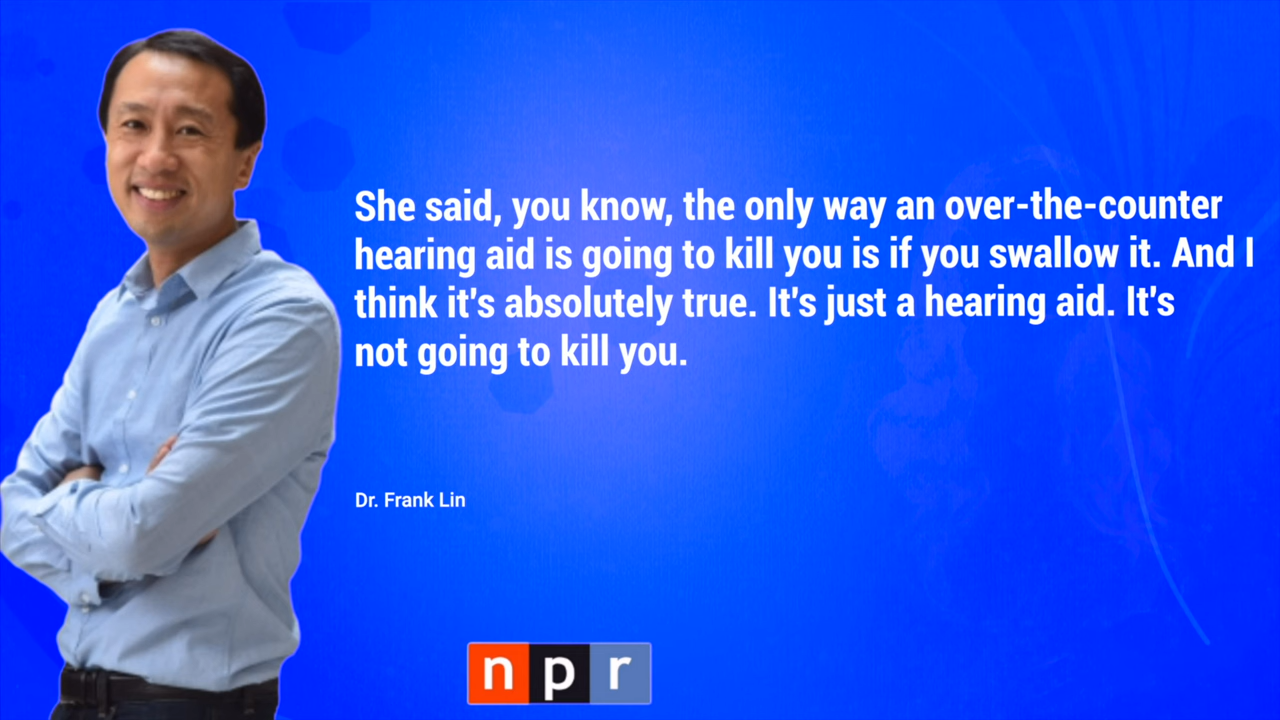 She said, you know, the only way an over-the-counter
hearing aid is going to kill you is if you swallow it. And I
think it's absolutely true. It's just a hearing aid. It's
not going to kill you.
Dr. Frank Lin
npr